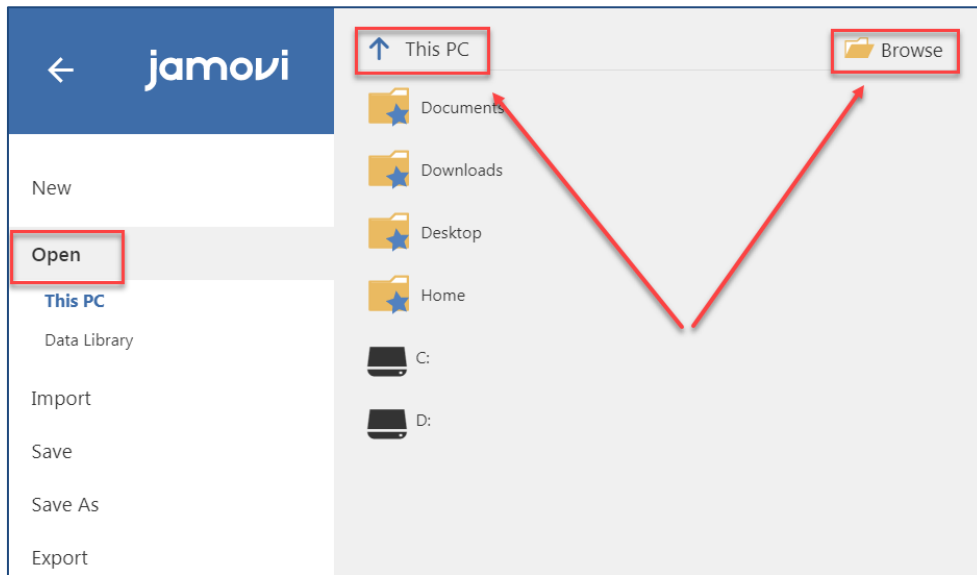 jamovi
New
Open
This PC
Data Library
Import
Save
Save As
Export
This PC
Browse
Documents
Downloads
Desktop
Home
C:
D: